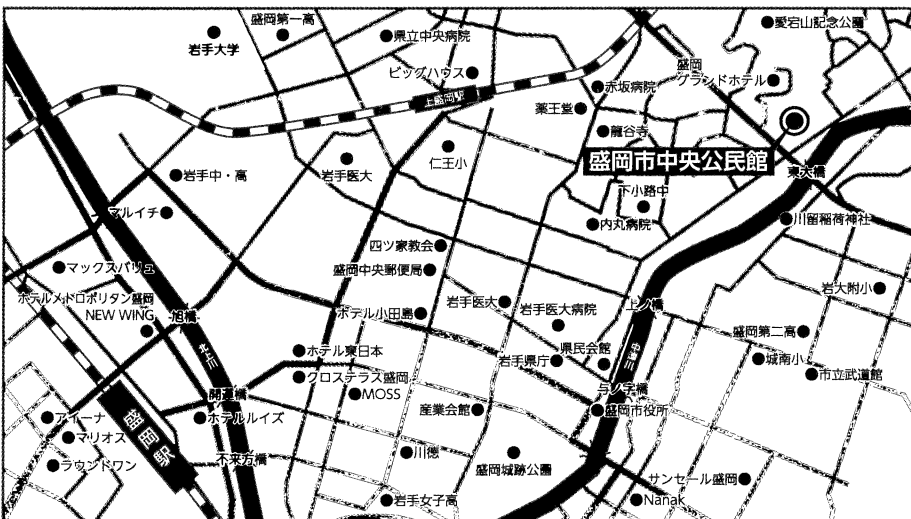 盛岡第一高
岩手大学
県立中央病院
愛宕山記念公園
盛岡
グランドホテル
ビッグハウス
赤坂病院
上盛岡駅
薬王堂
龍谷寺
盛岡市中央公民館
仁王小
岩手医大
岩手中・高
東大橋
下小路中
マルイチ
内丸病院
川留稲荷神社
四ツ家教会
マックスバリュ
盛岡中央郵便局
岩大附小
ホテルメトロポリタン盛岡
NEW WING
旭橋
ホテル小田島
岩手医大
岩手医大病院
上ノ橋
盛岡第二高
北上川
ホテル東日本
県民会館
岩手県庁
城南小
市立武道館
クロステラス盛岡
MOSS
開運橋
与ノ字橋
盛岡市役所
産業会館
アイーナ
ホテルルイズ
盛岡駅
マリオス
川徳
盛岡城跡公園
不来方橋
ラウンドワン
サンセール盛岡
岩手女子高
Nanak